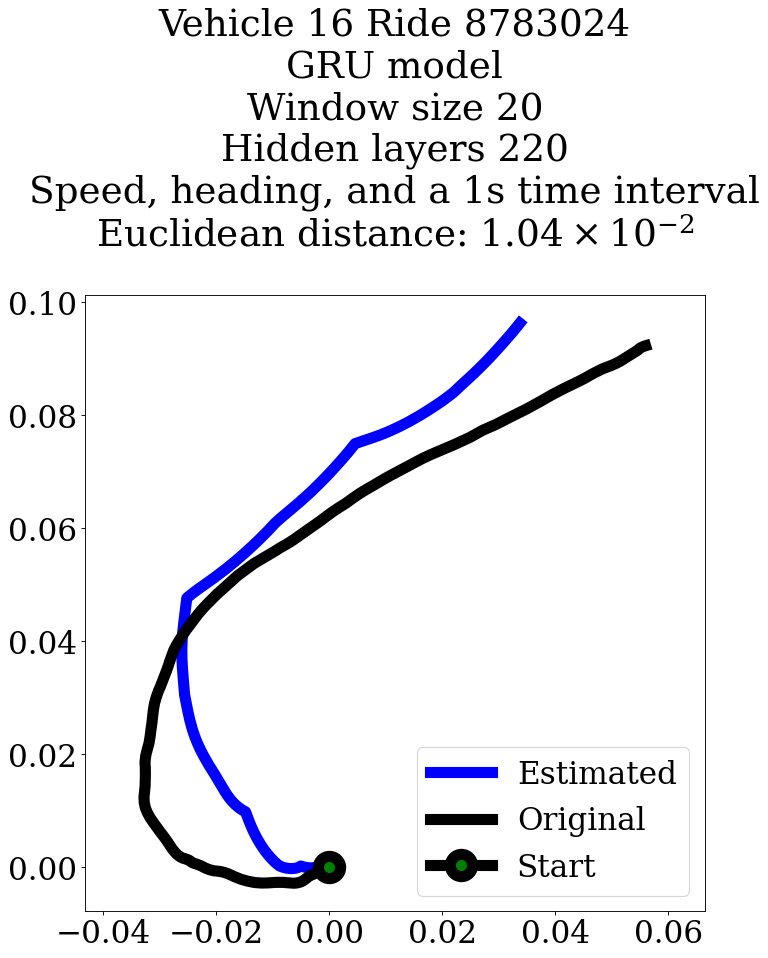 Vehicle 16 Ride 8783024
GRU model
Window size 20
Hidden layers 220
Speed, heading, and a 1s time interval
Euclidean distance: 1.04 × 10⁻²
0.10
0.08
0.06
0.04
0.02
0.00
Estimated
Original
Start
−0.04 −0.02 0.00 0.02 0.04 0.06